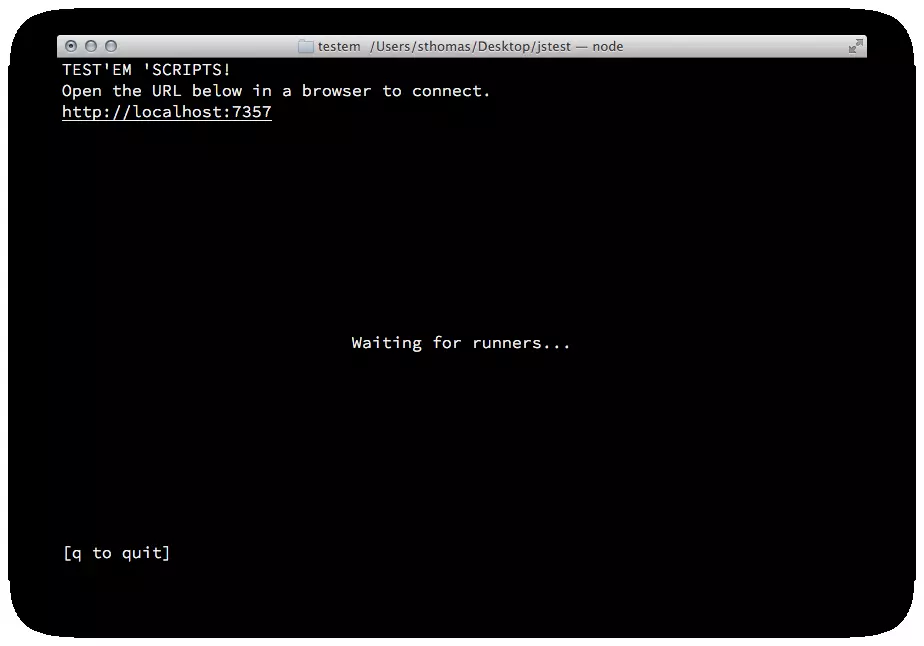 testem  /Users/sthomas/Desktop/jstest — node
TEST'EM 'SCRIPTS!
Open the URL below in a browser to connect.
http://localhost:7357
Waiting for runners...
[q to quit]